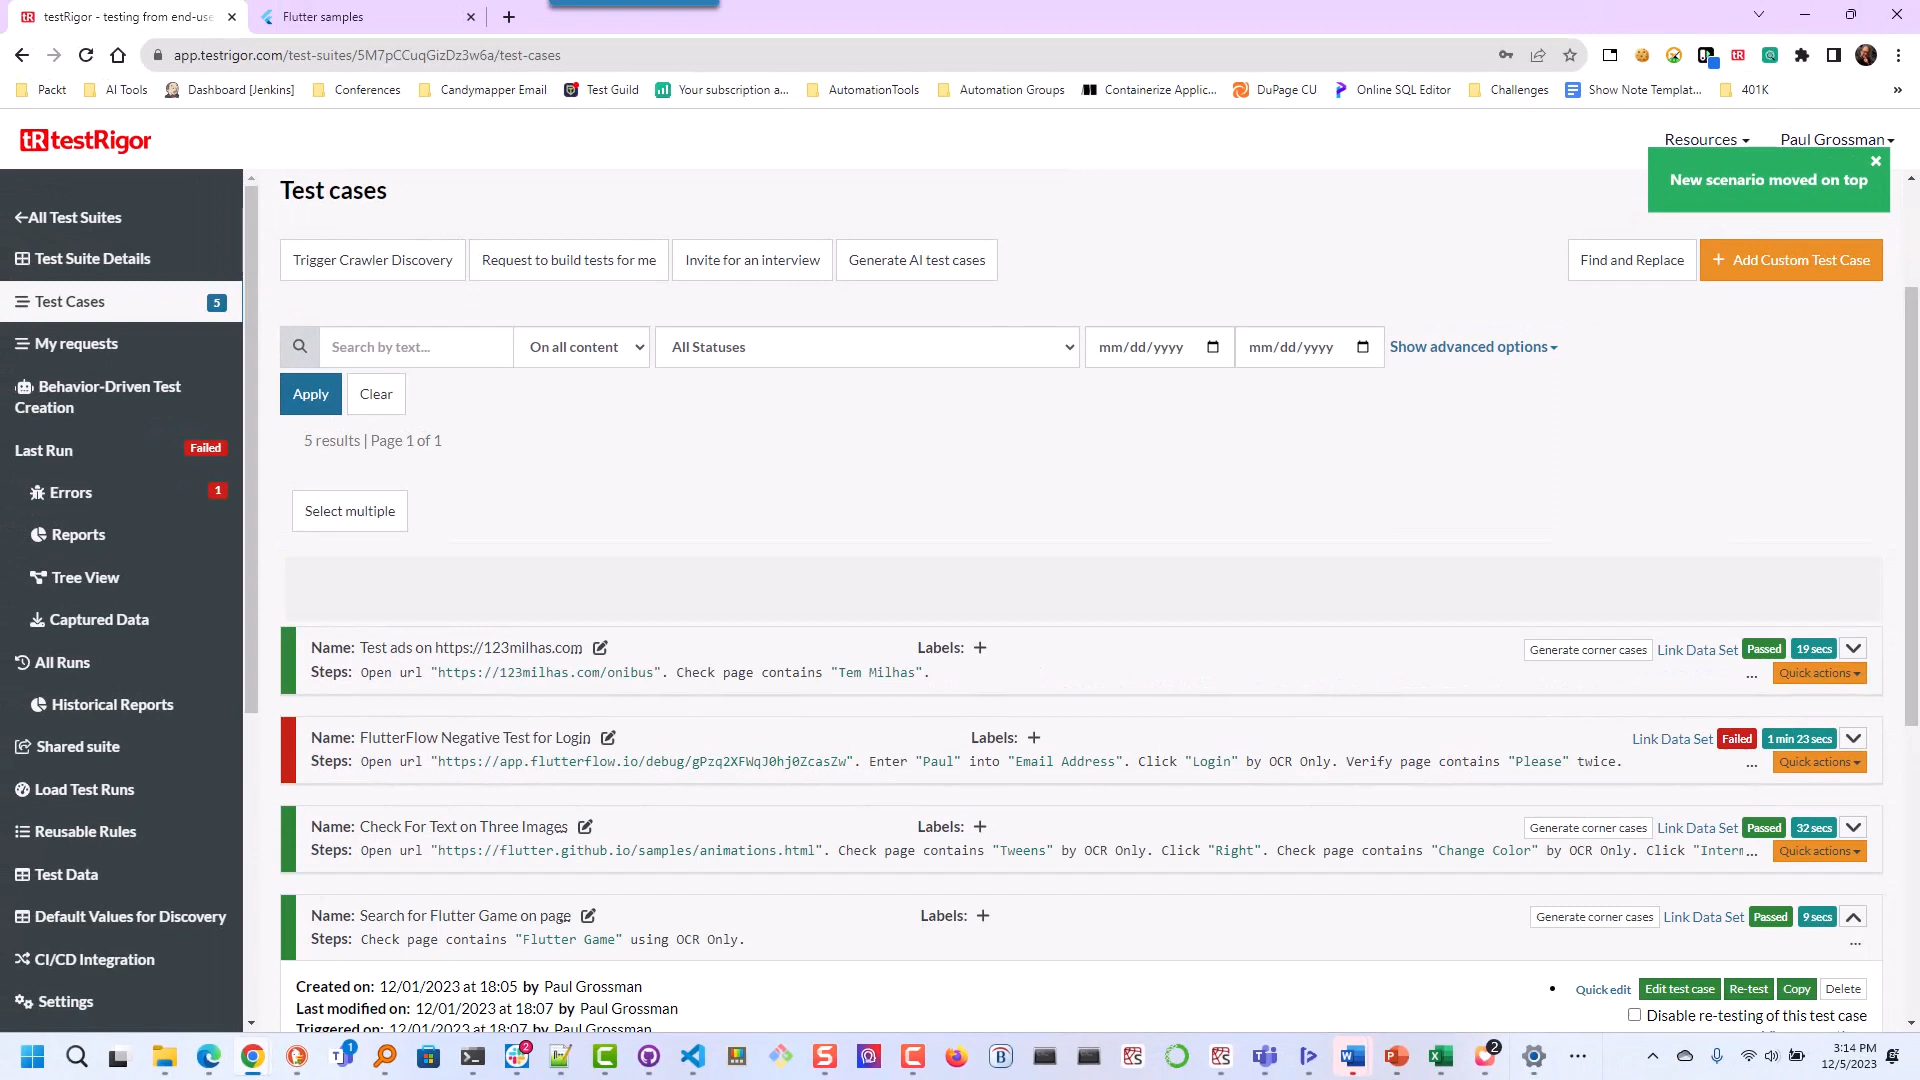 testRigor - testing from end-use
Flutter samples
app.testrigor.com/test-suites/5M7pCCuqGizDz3w6a/test-cases
Packt
AI Tools
Dashboard [Jenkins]
Conferences
Candymapper Email
Test Guild
Your subscription a...
AutomationTools
Automation Groups
Containerize Applic...
DuPage CU
Online SQL Editor
Challenges
Show Note Templat...
401K
»
tR testRigor
Resources
Paul Grossman
New scenario moved on top
All Test Suites
Test Suite Details
Test Cases 5
My requests
Behavior-Driven Test
Creation
Last Run Failed
Errors 1
Reports
Tree View
Captured Data
All Runs
Historical Reports
Shared suite
Load Test Runs
Reusable Rules
Test Data
Default Values for Discovery
CI/CD Integration
Settings
Test cases
Trigger Crawler Discovery
Request to build tests for me
Invite for an interview
Generate AI test cases
Find and Replace
+ Add Custom Test Case
Search by text...
On all content
All Statuses
mm/dd/yyyy
mm/dd/yyyy
Show advanced options
Apply
Clear
5 results | Page 1 of 1
Select multiple
Name: Test ads on https://123milhas.com Labels: + Generate corner cases Link Data Set Passed 19 secs
Steps: Open url "https://123milhas.com/onibus". Check page contains "Tem Milhas". ... Quick actions
Name: FlutterFlow Negative Test for Login Labels: + Link Data Set Failed 1 min 23 secs
Steps: Open url "https://app.flutterflow.io/debug/gPzq2XFWqJ0hj0ZcasZw". Enter "Paul" into "Email Address". Click "Login" by OCR Only. Verify page contains "Please" twice. ... Quick actions
Name: Check For Text on Three Images Labels: + Generate corner cases Link Data Set Passed 32 secs
Steps: Open url "https://flutter.github.io/samples/animations.html". Check page contains "Tweens" by OCR Only. Click "Right". Check page contains "Change Color" by OCR Only. Click "Intern... Quick actions
Name: Search for Flutter Game on page Labels: + Generate corner cases Link Data Set Passed 9 secs
Steps: Check page contains "Flutter Game" using OCR Only. ...
Created on: 12/01/2023 at 18:05 by Paul Grossman
Quick edit Edit test case Re-test Copy Delete
Last modified on: 12/01/2023 at 18:07 by Paul Grossman
Disable re-testing of this test case
Triggered on: 12/01/2023 at 18:07 by Paul Grossman
1
2
2
3:14 PM
12/5/2023